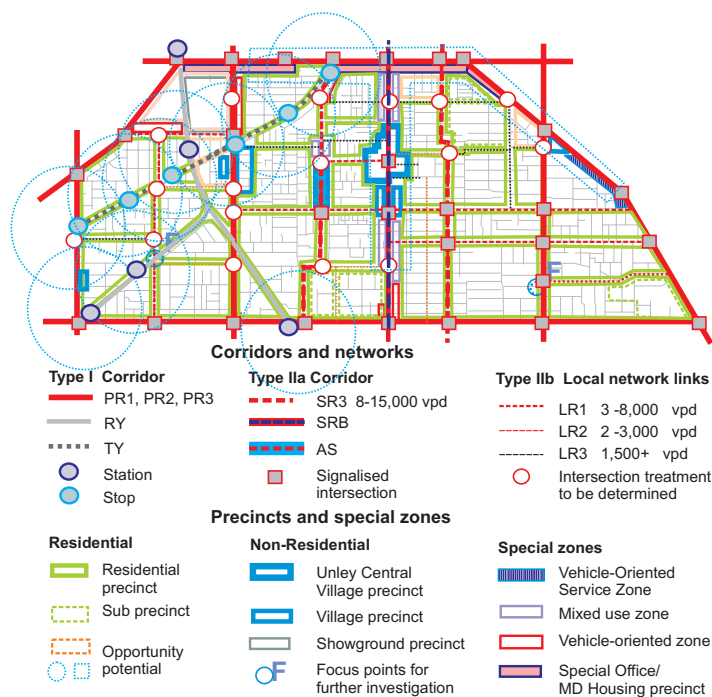 F
F
Corridors and networks
Type I Corridor
PR1, PR2, PR3
RY
TY
Station
Stop
Type IIa Corridor
SR3 8-15,000 vpd
SRB
AS
Signalised
intersection
Type IIb Local network links
LR1 3 -8,000 vpd
LR2 2 -3,000 vpd
LR3 1,500+ vpd
Intersection treatment
to be determined
Precincts and special zones
Residential
Residential
precinct
Sub precinct
Opportunity
potential
Non-Residential
Unley Central
Village precinct
Village precinct
Showground precinct
F
Focus points for
further investigation
Special zones
Vehicle-Oriented
Service Zone
Mixed use zone
Vehicle-oriented zone
Special Office/
MD Housing precinct